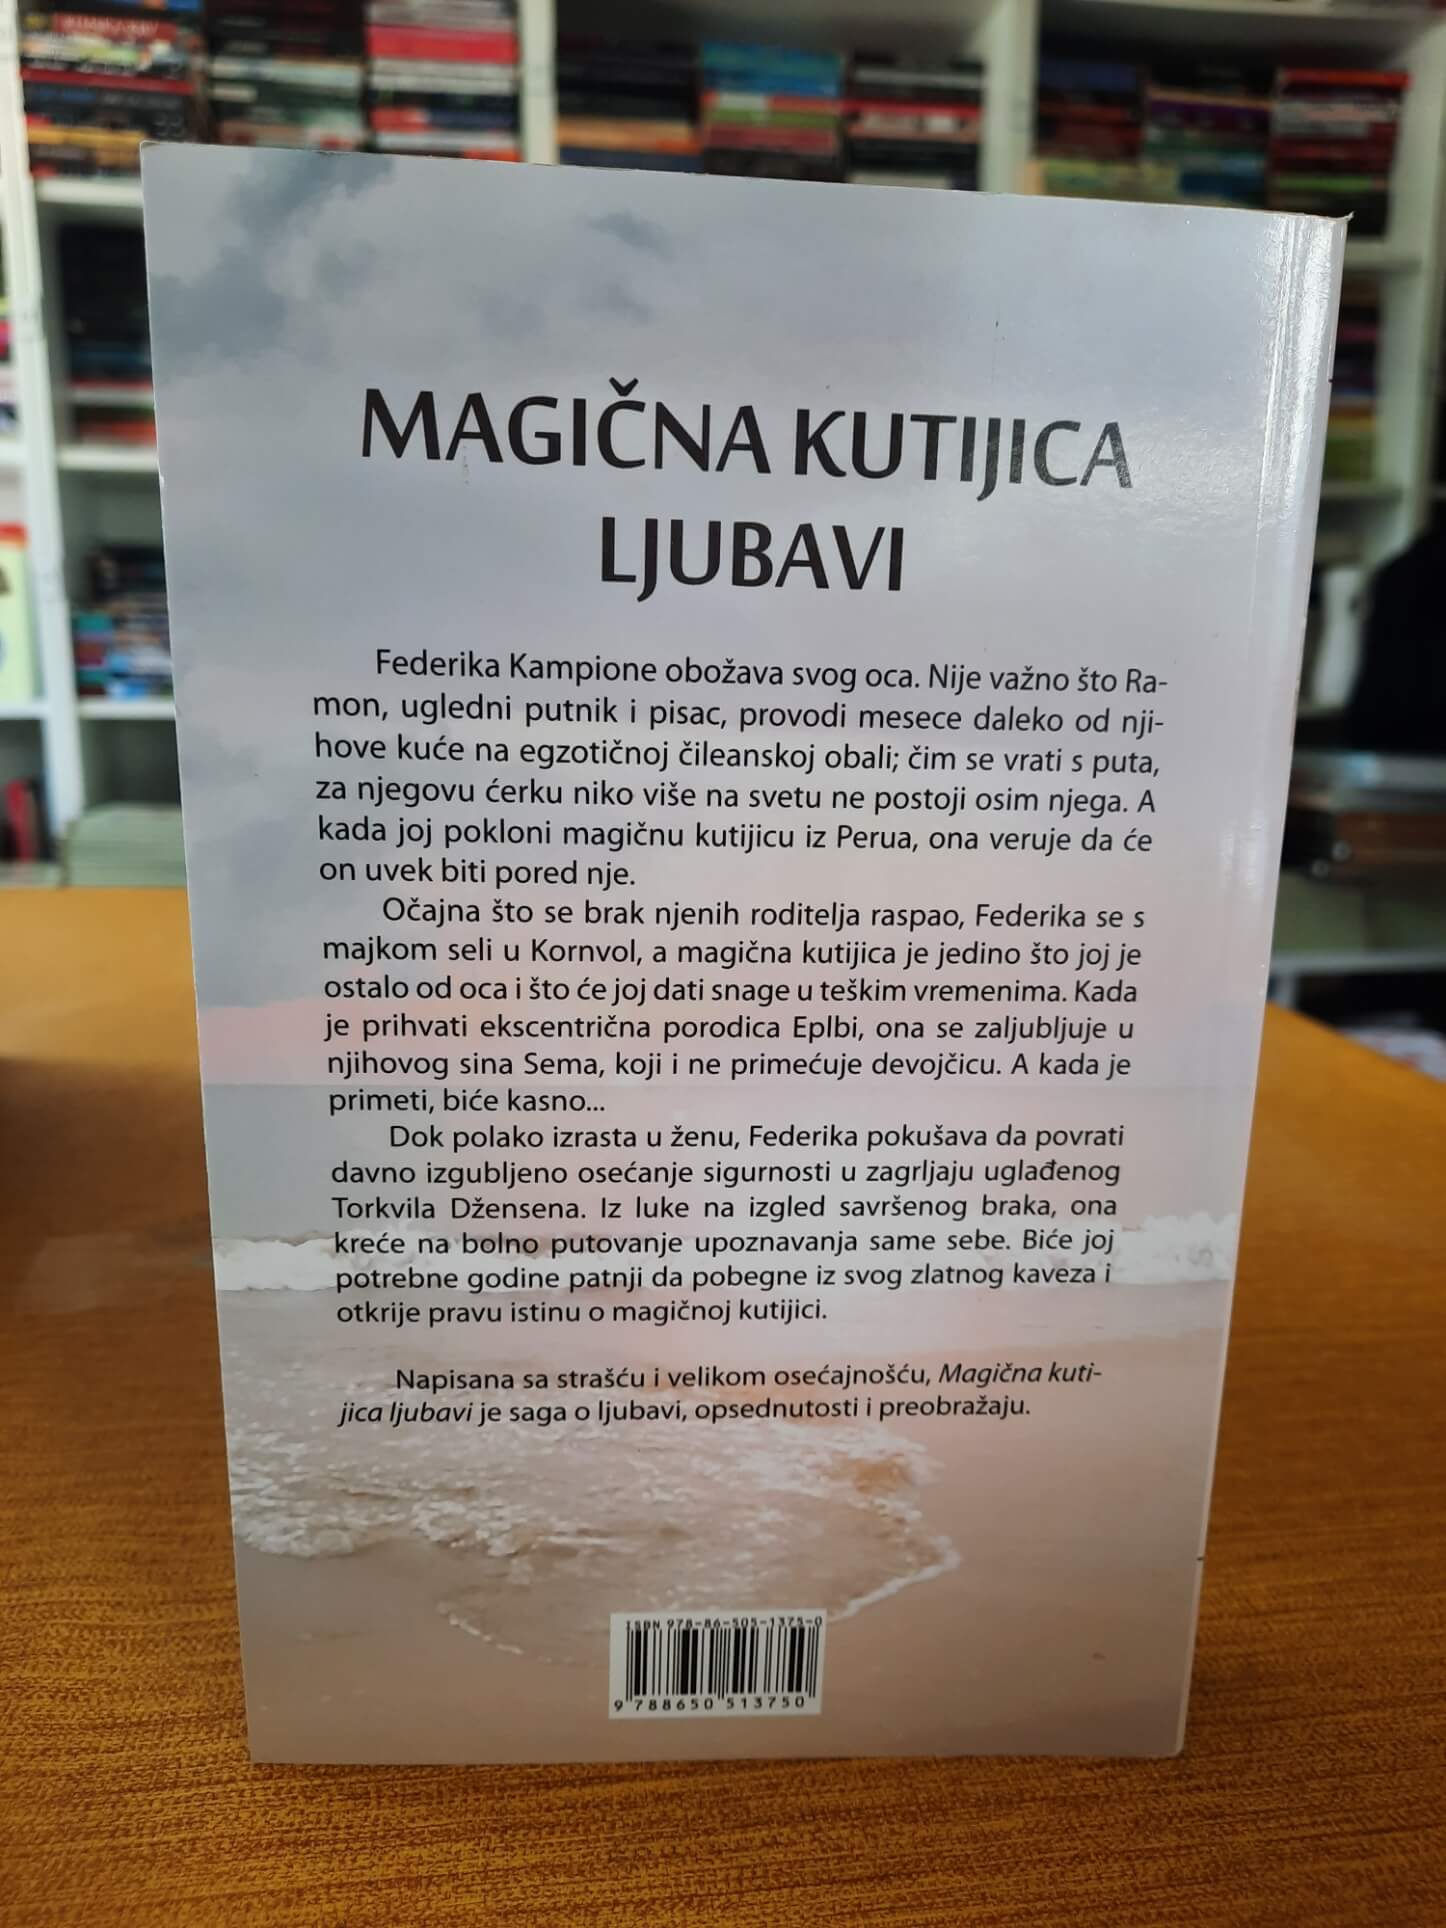 MAGIČNA KUTIJICA
LJUBAVI
Federika Kampione obožava svog oca. Nije važno što Ra-
mon, ugledni putnik i pisac, provodi mesece daleko od nji-
hove kuće na egzotičnoj čileanskoj obali; čim se vrati s puta,
za njegovu ćerku niko više na svetu ne postoji osim njega. A
kada joj pokloni magičnu kutijicu iz Perua, ona veruje da će
on uvek biti pored nje.
Očajna što se brak njenih roditelja raspao, Federika se s
majkom seli u Kornvol, a magična kutijica je jedino što joj je
ostalo od oca i što će joj dati snage u teškim vremenima. Kada
je prihvati ekscentrična porodica Eplbi, ona se zaljubljuje u
njihovog sina Sema, koji i ne primećuje devojčicu. A kada je
primeti, biće kasno...
Dok polako izrasta u ženu, Federika pokušava da povrati
davno izgubljeno osećanje sigurnosti u zagrljaju uglađenog
Torkvila Džensena. Iz luke na izgled savršenog braka, ona
kreće na bolno putovanje upoznavanja same sebe. Biće joj
potrebne godine patnji da pobegne iz svog zlatnog kaveza i
otkrije pravu istinu o magičnoj kutijici.
Napisana sa strašću i velikom osećajnošću, Magična kuti-
jica ljubavi je saga o ljubavi, opsednutosti i preobražaju.
ISBN 978-86-505-1375-0
9 788650 513750